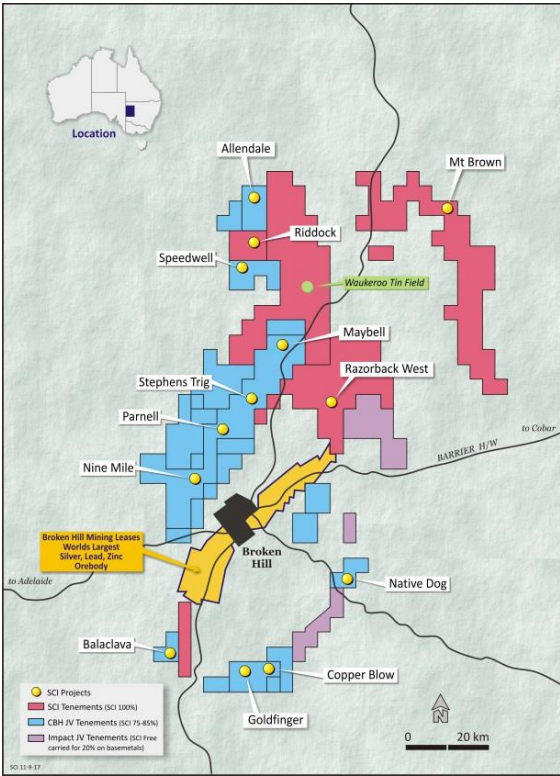 Location
Allendale
Mt Brown
Riddock
Speedwell
Waukeroo Tin Field
Maybell
Stephens Trig
Razorback West
Parnell
to Cobar
BARRIER H/W
Nine Mile
Broken Hill Mining Leases
Worlds Largest
Silver, Lead, Zinc
Orebody
Broken
Hill
to Adelaide
Native Dog
Balaclava
Copper Blow
Goldfinger
SCI Projects
SCI Tenements (SCI 100%)
CBH JV Tenements (SCI 75-85%)
Impact JV Tenements (SCI Free
carried for 20% on basemetals)
N
0 20 km
SCI 11-9-17